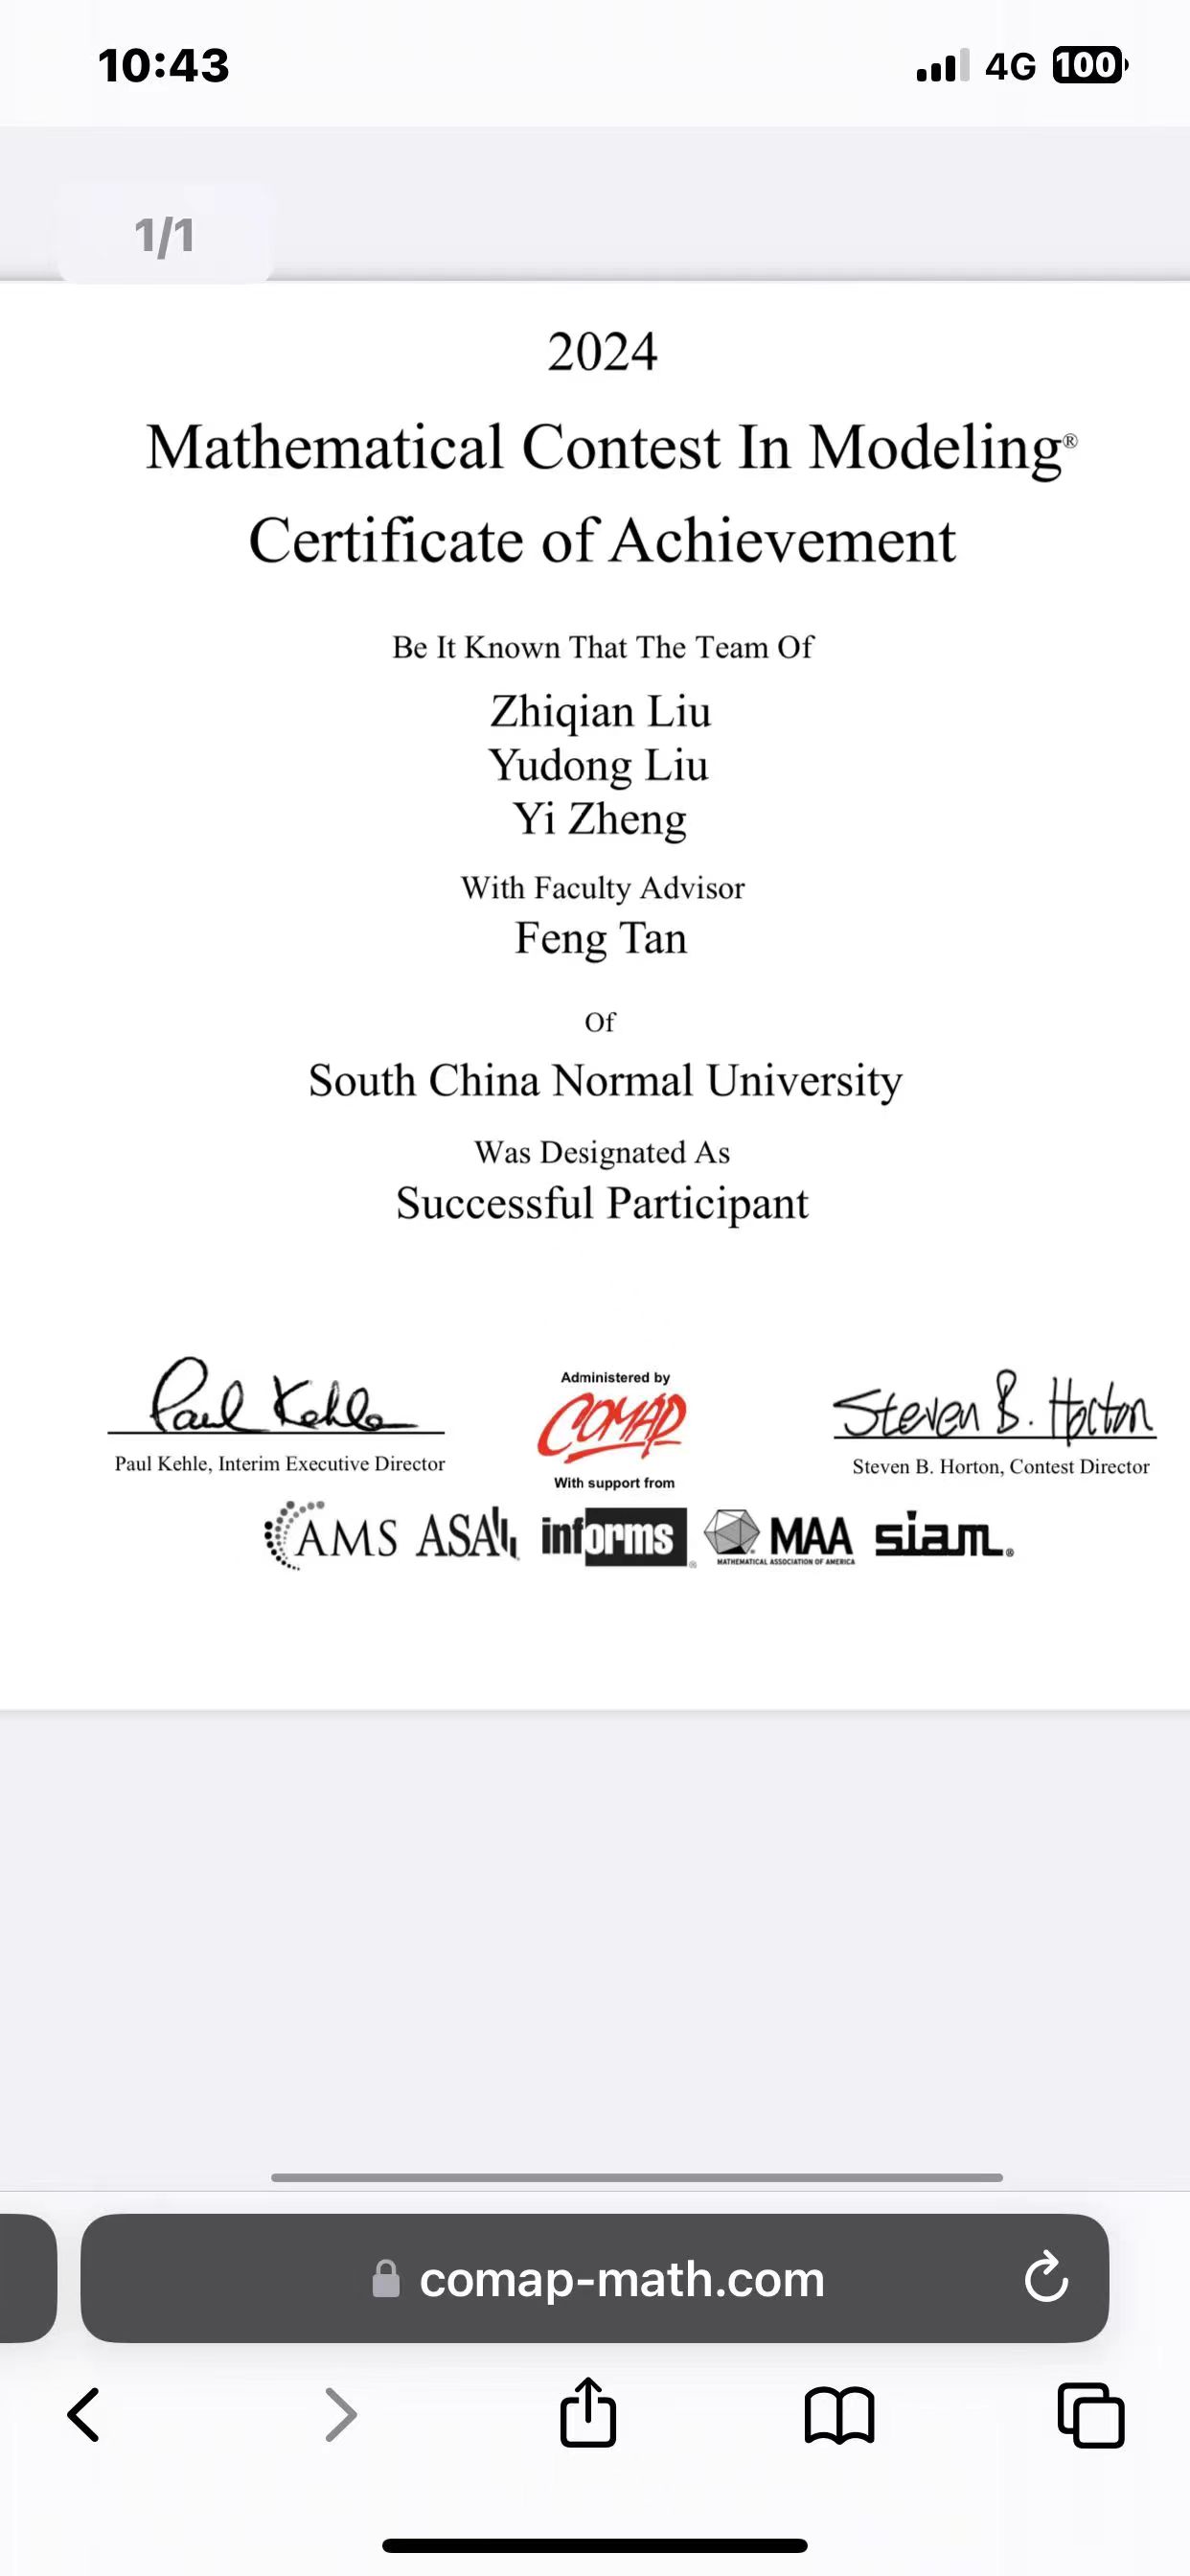 10:43
4G 100
1/1
2024
Mathematical Contest In Modeling®
Certificate of Achievement
Be It Known That The Team Of
Zhiqian Liu
Yudong Liu
Yi Zheng
With Faculty Advisor
Feng Tan
Of
South China Normal University
Was Designated As
Successful Participant
Paul Kehle
Administered by
COMAP
Steven B. Horton
Paul Kehle, Interim Executive Director
With support from
Steven B. Horton, Contest Director
AMS ASA informs® MAA siam®
MATHEMATICAL ASSOCIATION OF AMERICA
comap-math.com